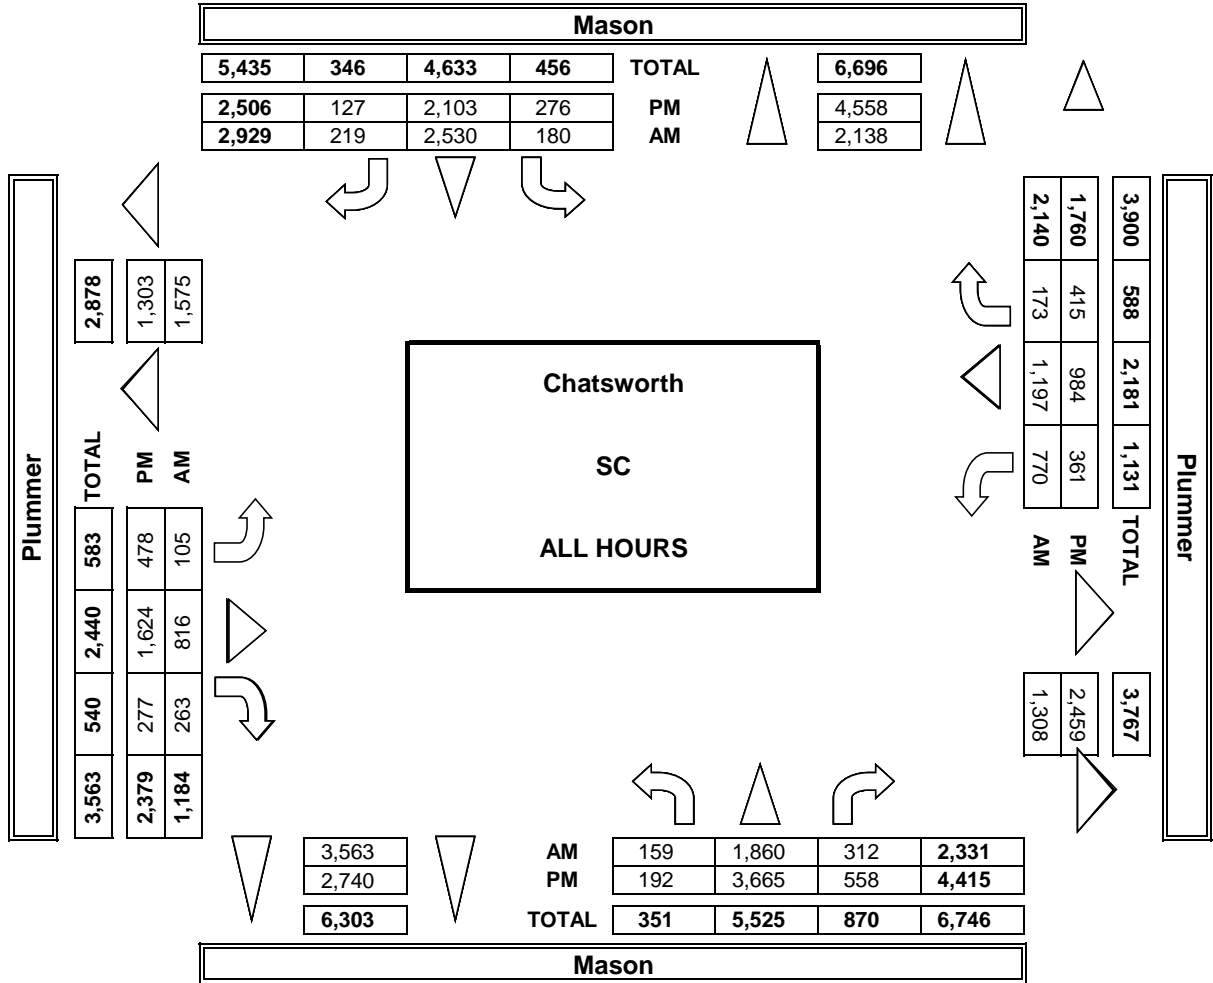 Mason
5,435 346 4,633 456 TOTAL 6,696
2,506 127 2,103 276 PM 4,558
2,929 219 2,530 180 AM 2,138
Plummer
2,878
1,303
1,575
TOTAL 583 2,440 540 3,563
PM 478 1,624 277 2,379
AM 105 816 263 1,184
Chatsworth
SC
ALL HOURS
3,900 588 2,181 1,131 TOTAL 3,767
1,760 415 984 361 PM 2,459
2,140 173 1,197 770 AM 1,308
Plummer
3,563 AM 159 1,860 312 2,331
2,740 PM 192 3,665 558 4,415
6,303 TOTAL 351 5,525 870 6,746
Mason